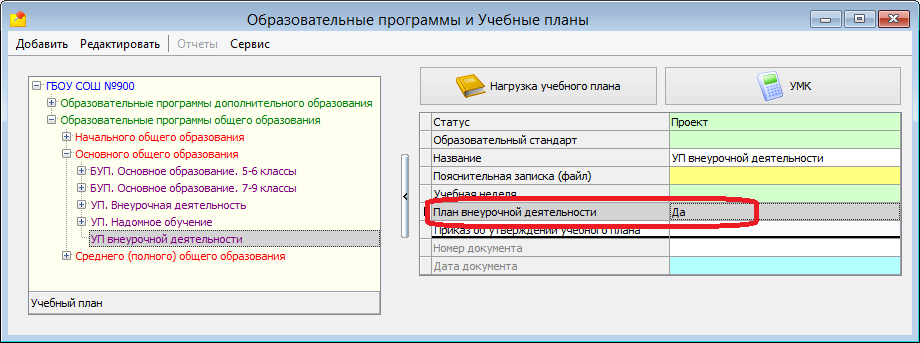 Образовательные программы и Учебные планы
Добавить Редактировать Отчеты Сервис
ГБОУ СОШ №900
Образовательные программы дополнительного образования
Образовательные программы общего образования
Начального общего образования
Основного общего образования
БУП. Основное образование. 5-6 классы
БУП. Основное образование. 7-9 классы
УП. Внеурочная деятельность
УП. Надомное обучение
УП внеурочной деятельности
Среднего (полного) общего образования
Учебный план
Нагрузка учебного плана
УМК
Статус Проект
Образовательный стандарт
Название УП внеурочной деятельности
Пояснительная записка (файл)
Учебная неделя
План внеурочной деятельности Да
Приказ об утверждении учебного плана
Номер документа
Дата документа